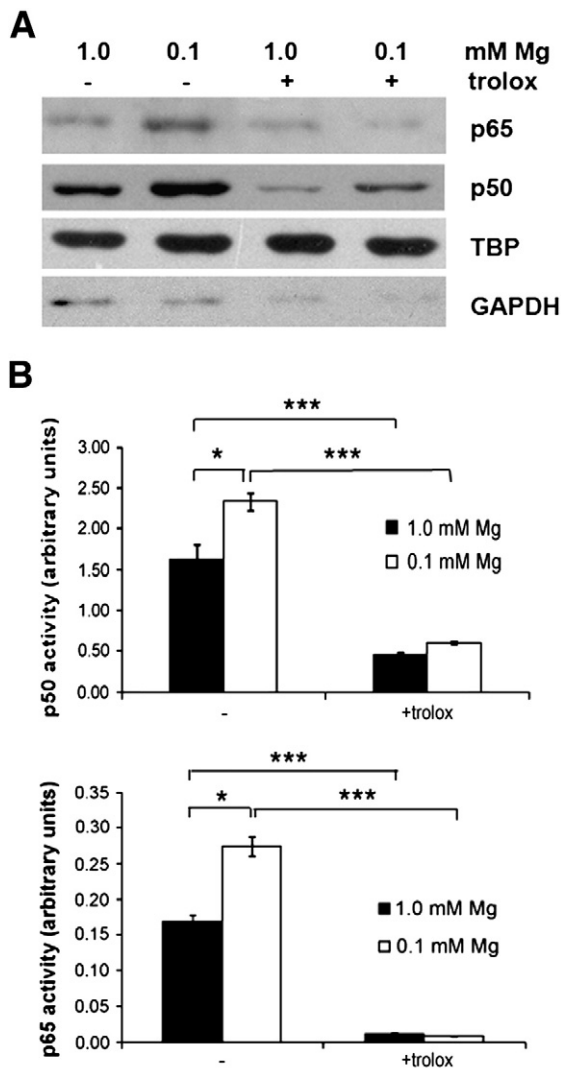 A
1.0 0.1 1.0 0.1 mM Mg
- - + + trolox
p65
p50
TBP
GAPDH
B
***
* ***
p50 activity (arbitrary units)
3.00
2.50
2.00
1.50
1.00
0.50
0.00
1.0 mM Mg
0.1 mM Mg
- +trolox
***
* ***
p65 activity (arbitrary units)
0.35
0.30
0.25
0.20
0.15
0.10
0.05
0.00
1.0 mM Mg
0.1 mM Mg
- +trolox